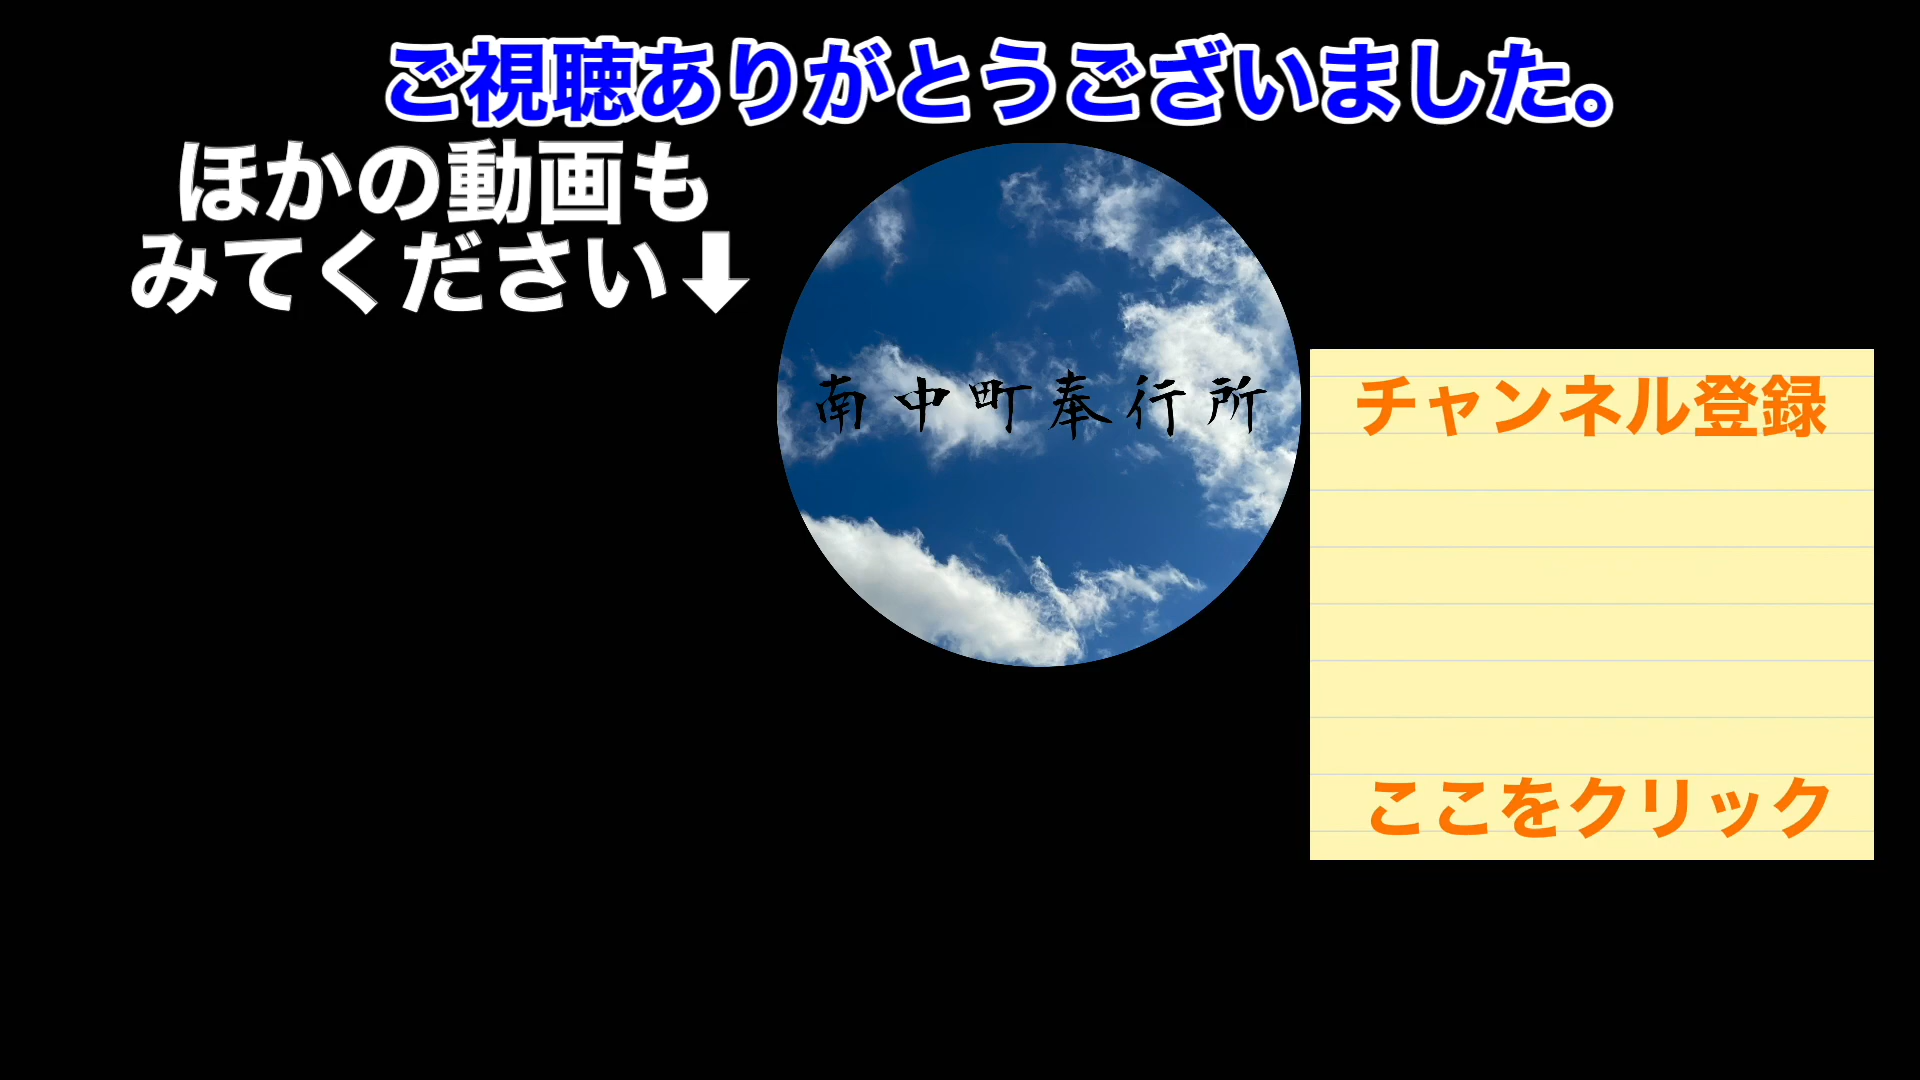 ご視聴ありがとうございました。
ほかの動画も
みてください⬇
南中町奉行所
チャンネル登録
ここをクリック